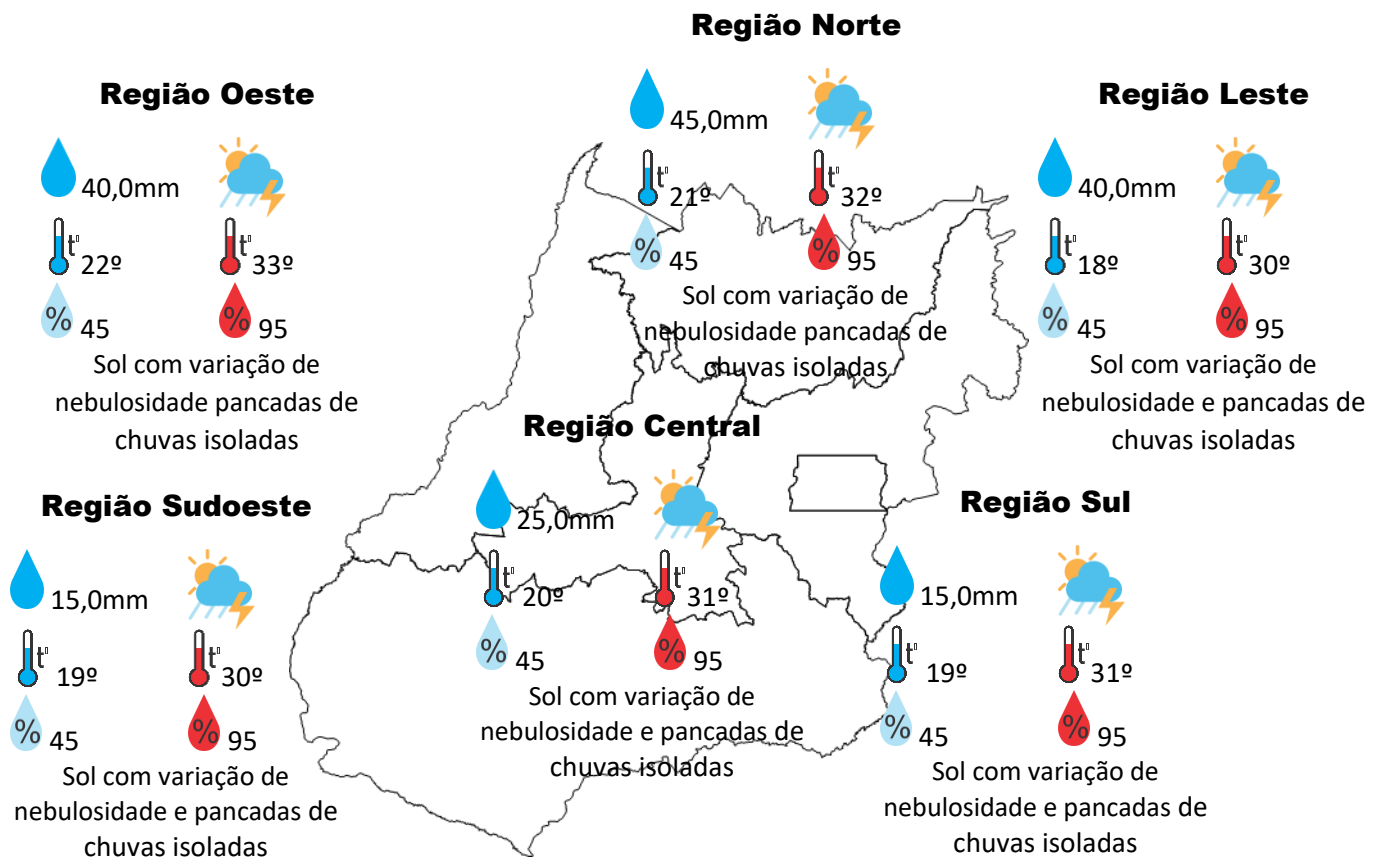 Região Norte
45,0mm
t°
21º
t°
32º
%
45
%
95
Sol com variação de
nebulosidade pancadas de
chuvas isoladas
Região Oeste
40,0mm
t°
22º
t°
33º
%
45
%
95
Sol com variação de
nebulosidade pancadas de
chuvas isoladas
Região Leste
40,0mm
t°
18º
t°
30º
%
45
%
95
Sol com variação de
nebulosidade e pancadas de
chuvas isoladas
Região Central
25,0mm
t°
20º
t°
31º
%
45
%
95
Sol com variação de
nebulosidade e pancadas de
chuvas isoladas
Região Sudoeste
15,0mm
t°
19º
t°
30º
%
45
%
95
Sol com variação de
nebulosidade e pancadas de
chuvas isoladas
Região Sul
15,0mm
t°
19º
t°
31º
%
45
%
95
Sol com variação de
nebulosidade e pancadas de
chuvas isoladas